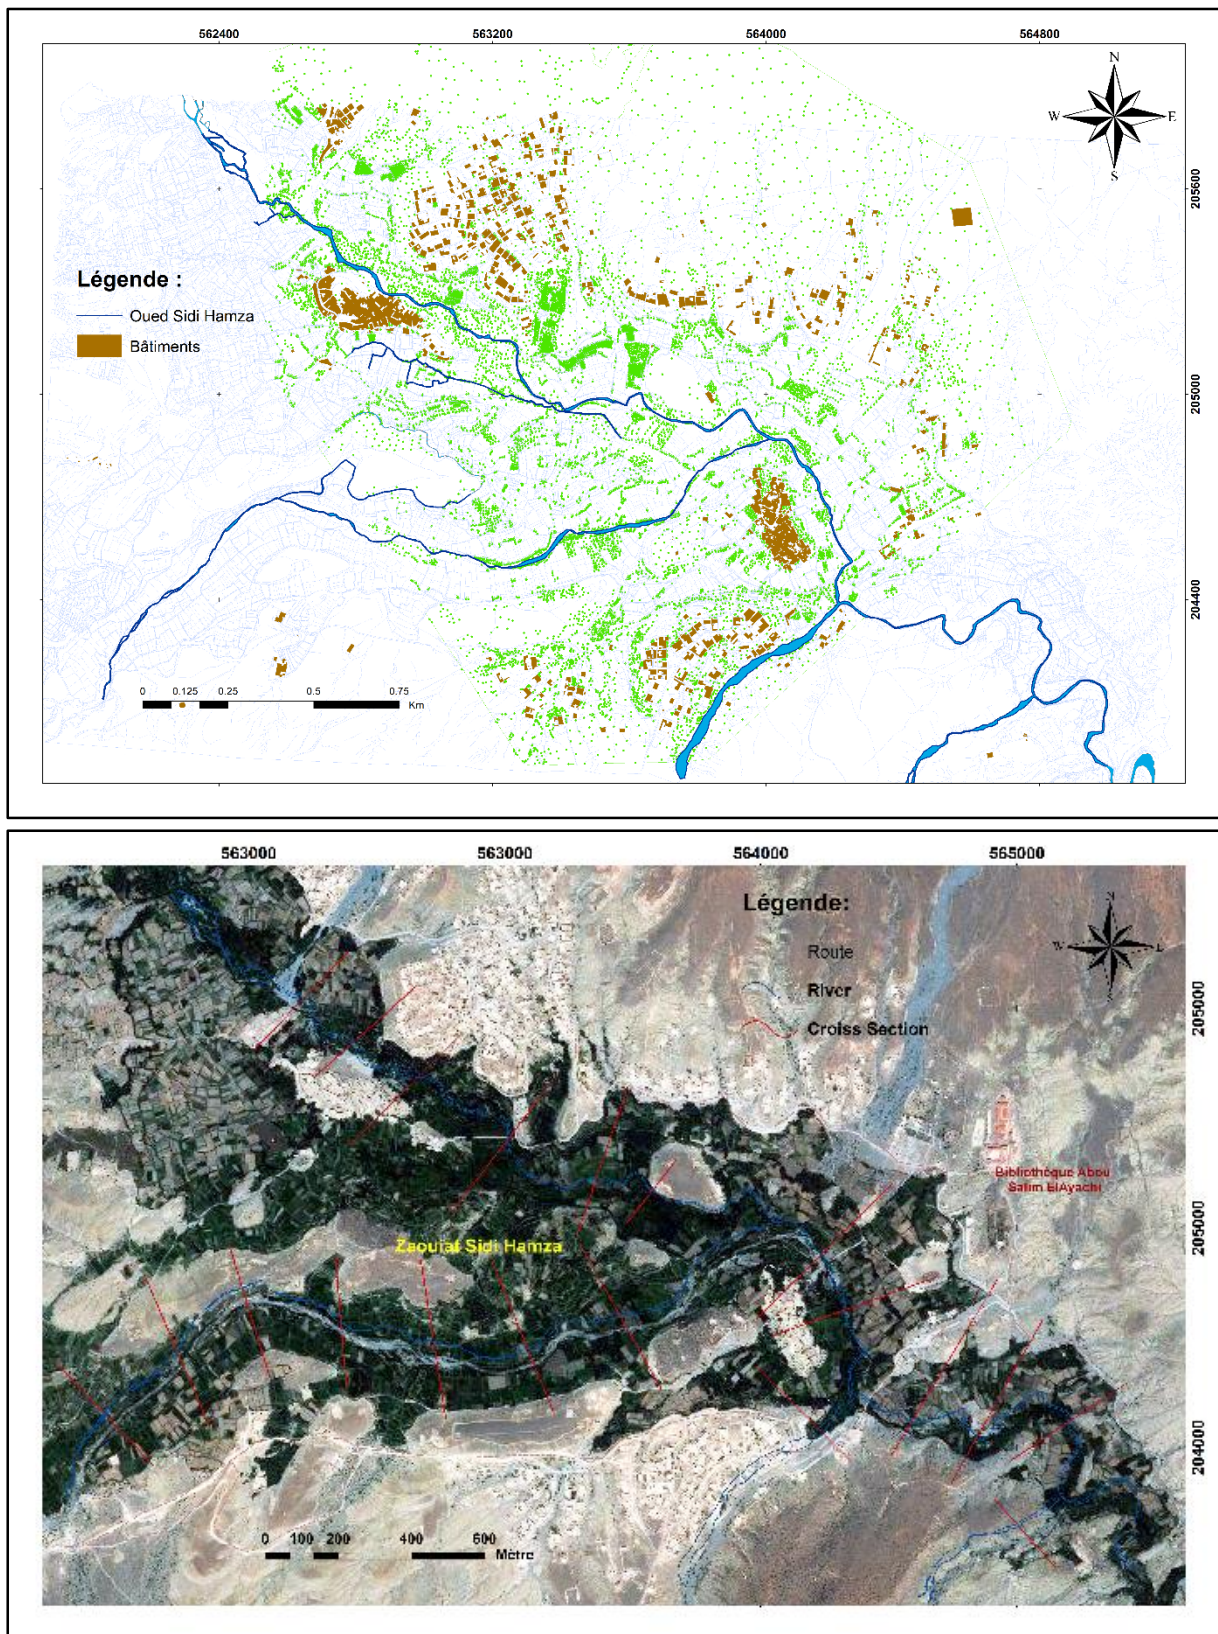 562400 563200 564000 564800
N
W E
S
205600
Légende :
Oued Sidi Hamza
Bâtiments
205000
204400
0 0.125 0.25 0.5 0.75
Km
563000 563000 564000 565000
Légende:
N
Route
W E
River
205000
Croiss Section
Bibliothèque Abou
Salim ElAyachi
205000
Zaouiat Sidi Hamza
204000
0 100 200 400 600
Mètre